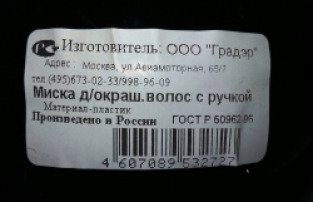 Изготовитель: ООО "Градэр"
Адрес: Москва, ул.Авиамоторная, 65/7
тел.(495)673-02-33/998-96-09
Миска д/окраш.волос с ручкой
Материал-пластик
Произведено в России ГОСТ Р 50962-96
4 607089 532727